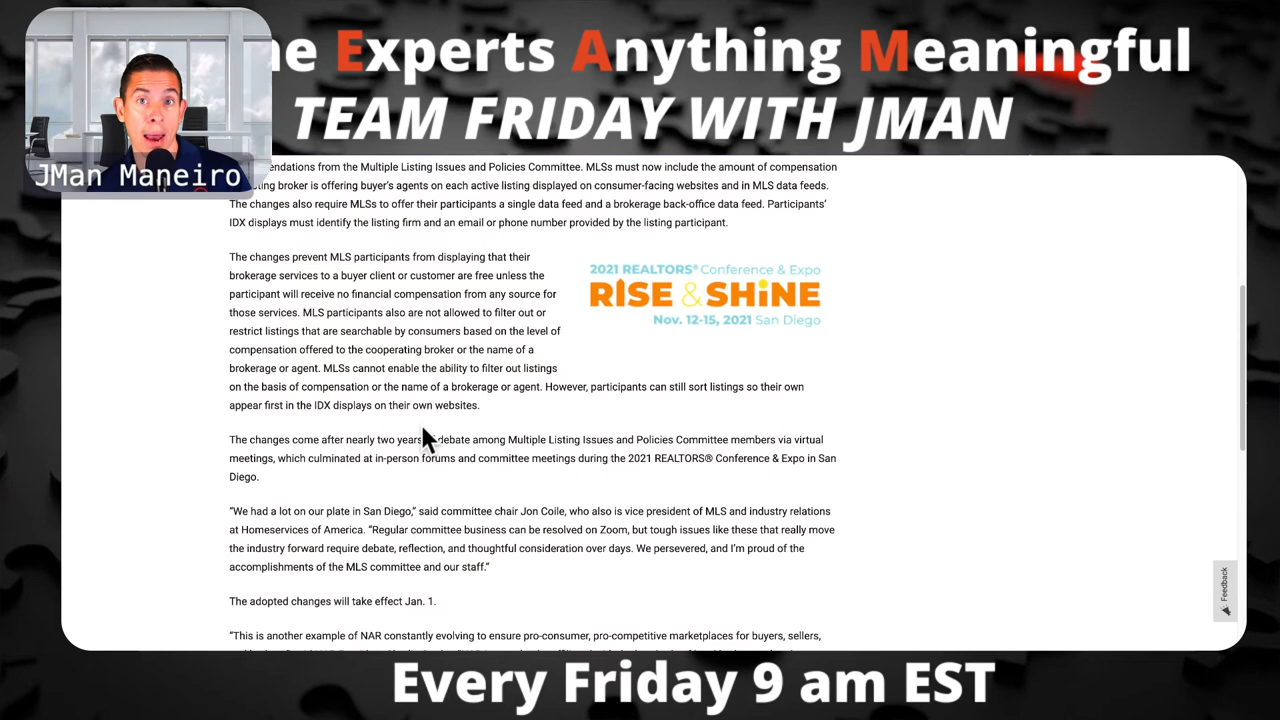 e Experts Anything Meaningful
TEAM FRIDAY WITH JMAN
JMan Maneiro
endations from the Multiple Listing Issues and Policies Committee. MLSs must now include the amount of compensation
broker is offering buyer's agents on each active listing displayed on consumer-facing websites and in MLS data feeds.
The changes also require MLSs to offer their participants a single data feed and a brokerage back-office data feed. Participants'
IDX displays must identify the listing firm and an email or phone number provided by the listing participant.
The changes prevent MLS participants from displaying that their
brokerage services to a buyer client or customer are free unless the
participant will receive no financial compensation from any source for
those services. MLS participants also are not allowed to filter out or
restrict listings that are searchable by consumers based on the level of
compensation offered to the cooperating broker or the name of a
brokerage or agent. MLSs cannot enable the ability to filter out listings
on the basis of compensation or the name of a brokerage or agent. However, participants can still sort listings so their own
appear first in the IDX displays on their own websites.
2021 REALTORS® Conference & Expo
RISE & SHINE
Nov. 12-15, 2021 San Diego
The changes come after nearly two years debate among Multiple Listing Issues and Policies Committee members via virtual
meetings, which culminated at in-person forums and committee meetings during the 2021 REALTORS® Conference & Expo in San
Diego.
“We had a lot on our plate in San Diego,” said committee chair Jon Coile, who also is vice president of MLS and industry relations
at Homeservices of America. “Regular committee business can be resolved on Zoom, but tough issues like these that really move
the industry forward require debate, reflection, and thoughtful consideration over days. We persevered, and I'm proud of the
accomplishments of the MLS committee and our staff.”
The adopted changes will take effect Jan. 1.
“This is another example of NAR constantly evolving to ensure pro-consumer, pro-competitive marketplaces for buyers, sellers,
Feedback
Every Friday 9 am EST